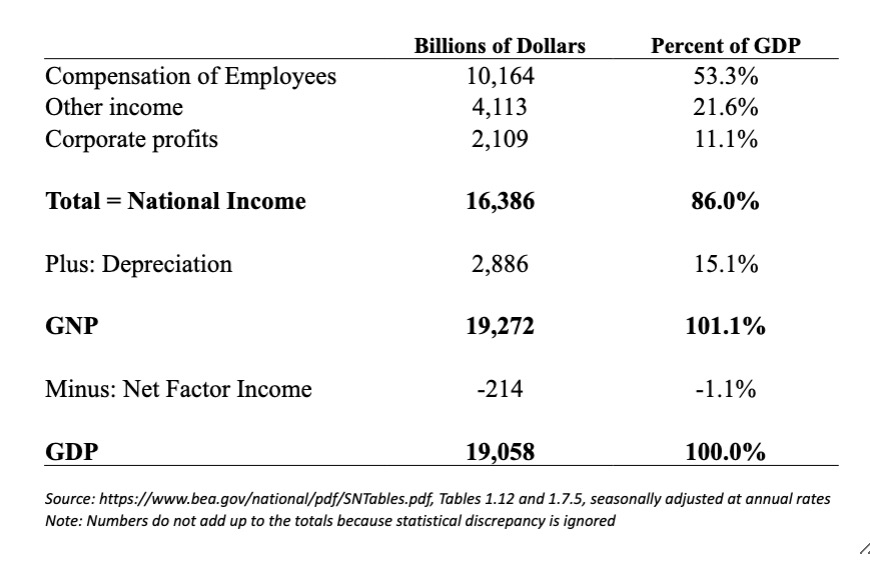 Billions of Dollars Percent of GDP
Compensation of Employees 10,164 53.3%
Other income 4,113 21.6%
Corporate profits 2,109 11.1%
Total = National Income 16,386 86.0%
Plus: Depreciation 2,886 15.1%
GNP 19,272 101.1%
Minus: Net Factor Income -214 -1.1%
GDP 19,058 100.0%
Source: https://www.bea.gov/national/pdf/SNTables.pdf, Tables 1.12 and 1.7.5, seasonally adjusted at annual rates
Note: Numbers do not add up to the totals because statistical discrepancy is ignored